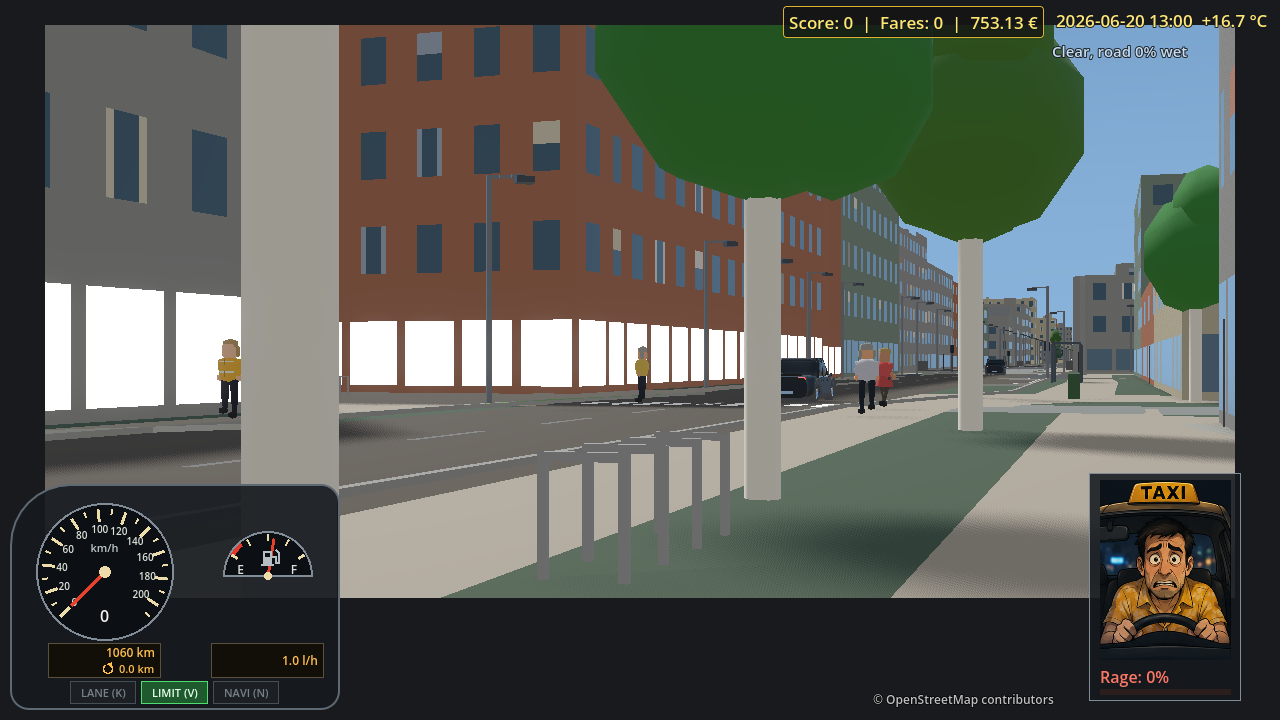 Score: 0 | Fares: 0 | 753.13 €
2026-06-20 13:00 +16.7 °C
Clear, road 0% wet
0 20 40 60 80 100 120 140 160 180 200
km/h
0
E F
1060 km
0.0 km
1.0 l/h
LANE (K) LIMIT (V) NAVI (N)
TAXI
Rage: 0%
© OpenStreetMap contributors